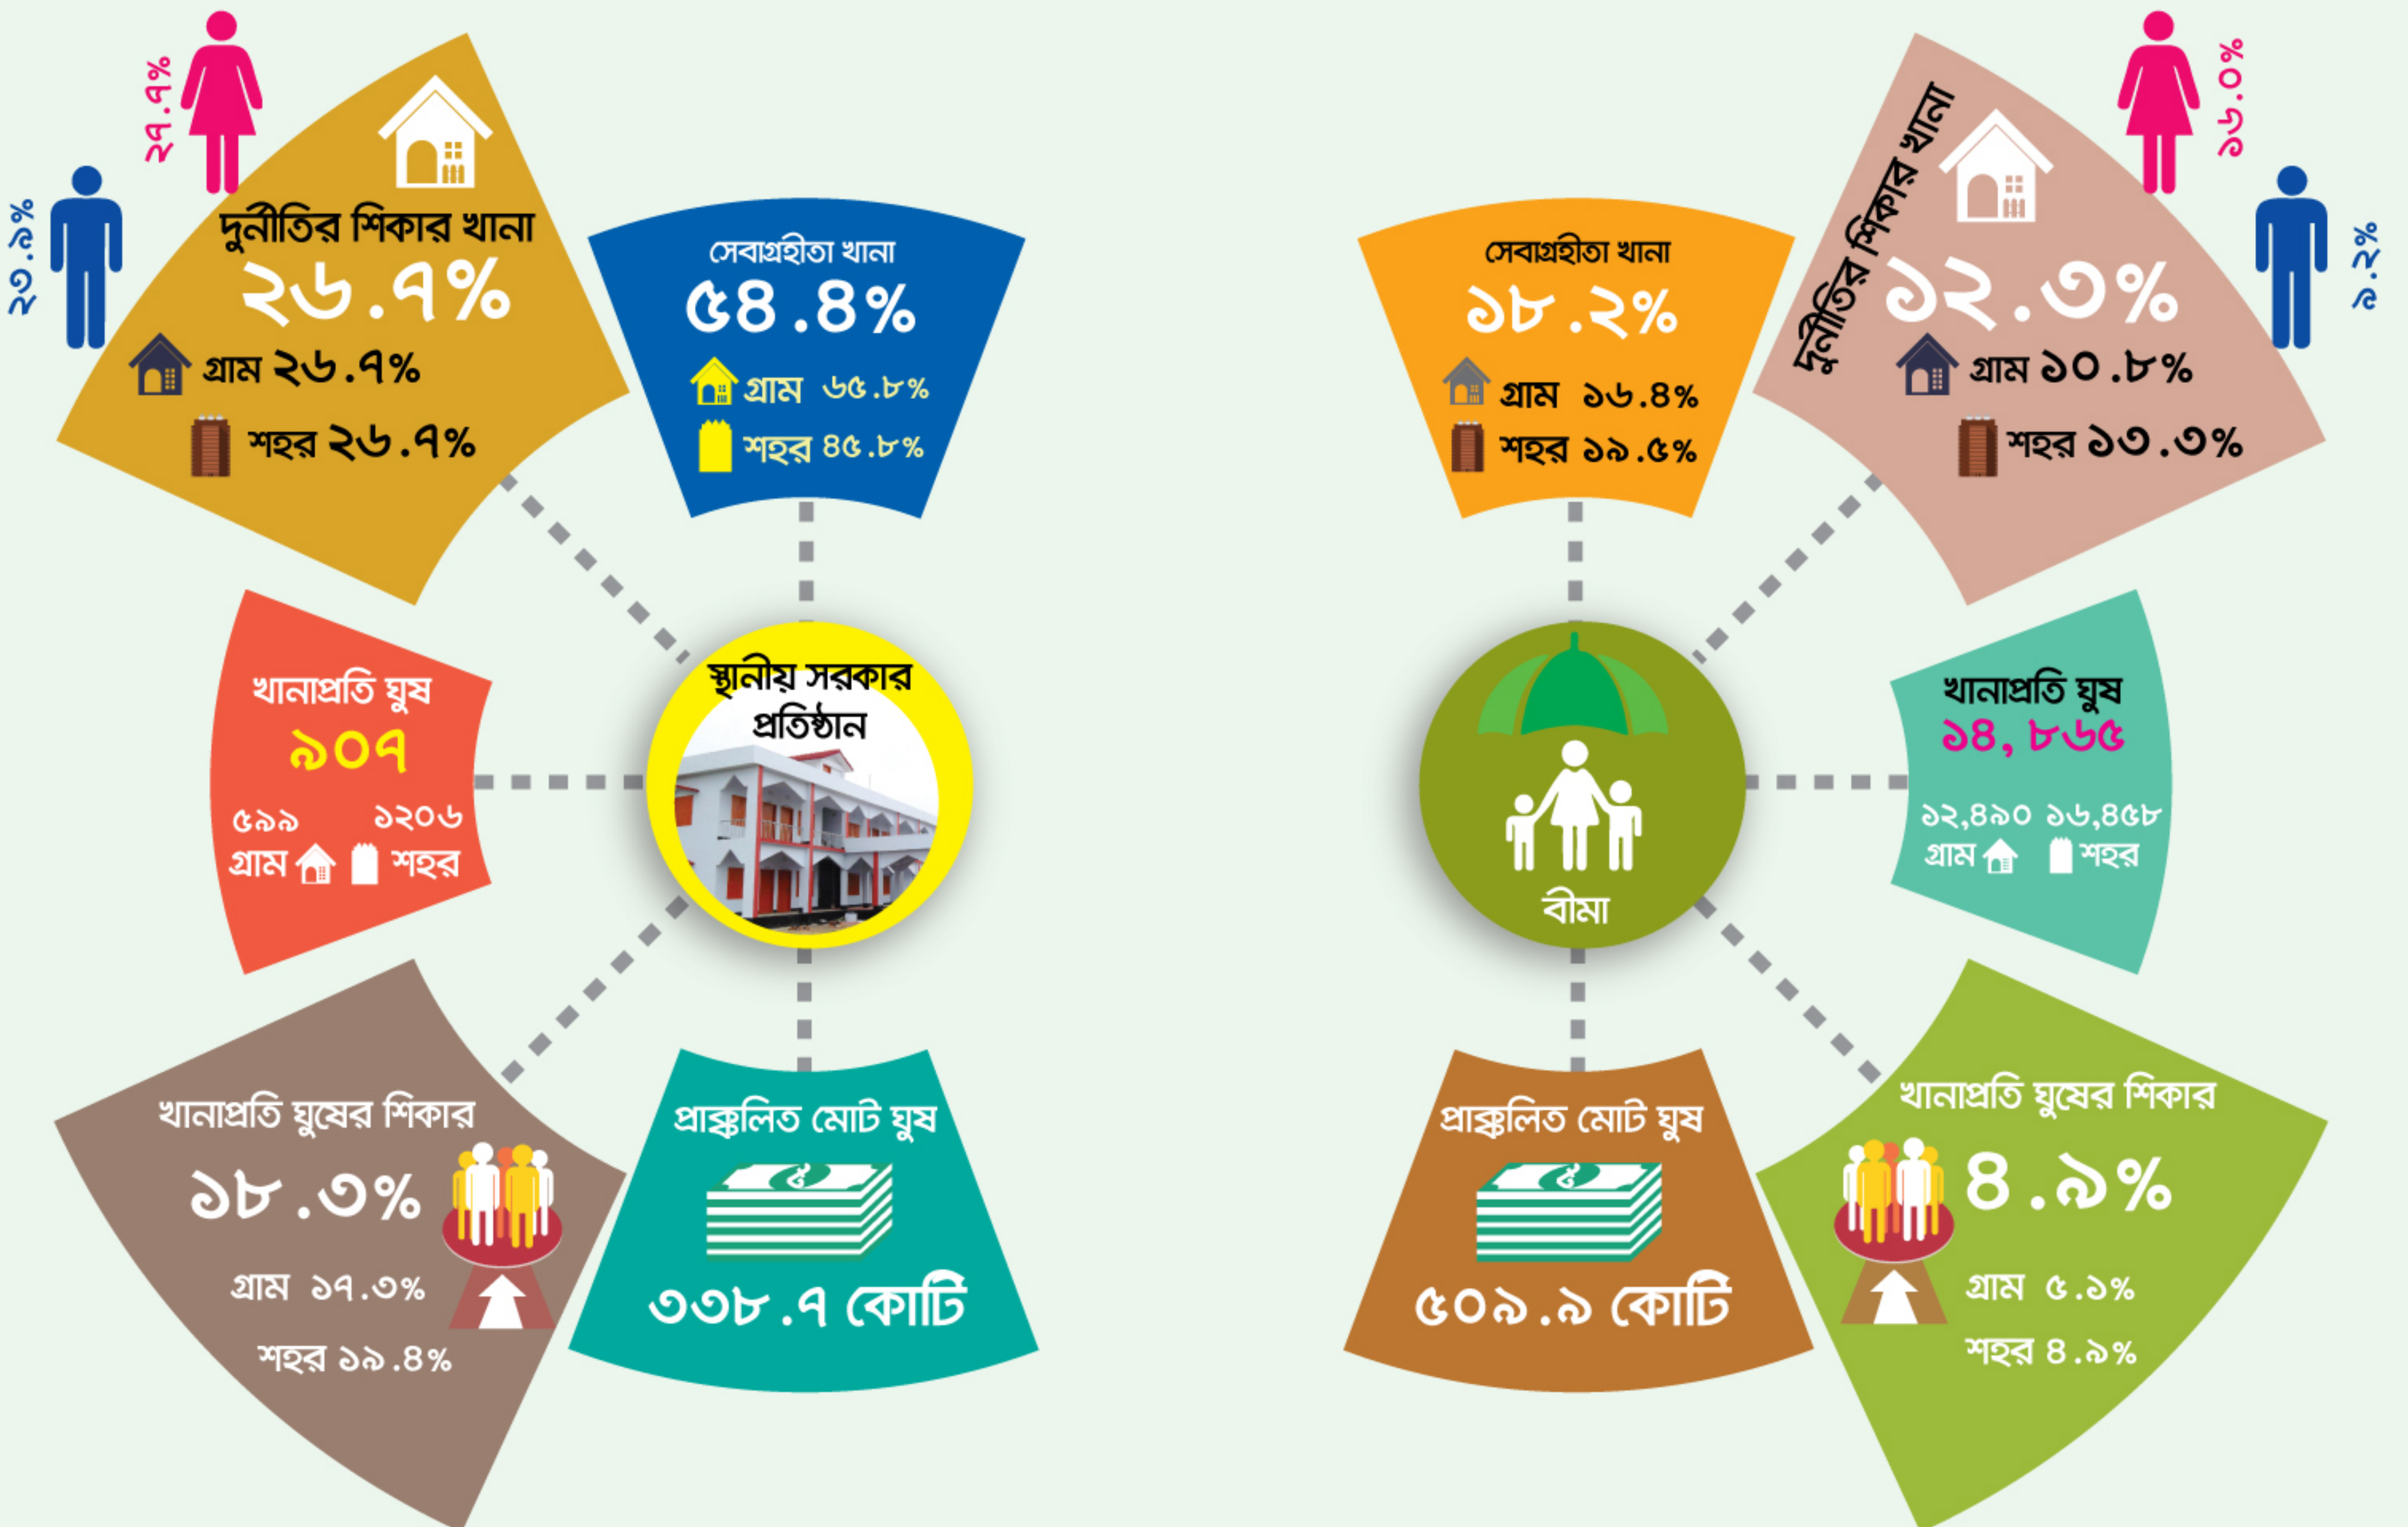 ২৭.৭%
২৩.৯%
দুর্নীতির শিকার খানা
২৬.৭%
গ্রাম ২৬.৭%
শহর ২৬.৭%
সেবাগ্রহীতা খানা
৫৪.৪%
গ্রাম ৬৫.৮%
শহর ৪৫.৮%
খানাপ্রতি ঘুষ
৯০৭
৫৯৯ ১২০৬
গ্রাম শহর
স্থানীয় সরকার
প্রতিষ্ঠান
খানাপ্রতি ঘুষের শিকার
১৮.৩%
গ্রাম ১৭.৩%
শহর ১৯.৪%
প্রাক্কলিত মোট ঘুষ
৩৩৮.৭ কোটি
সেবাগ্রহীতা খানা
১৮.২%
গ্রাম ১৬.৪%
শহর ১৯.৫%
দুর্নীতির শিকার খানা
১২.৩%
গ্রাম ১০.৮%
শহর ১৩.৩%
১৬.০%
৯.২%
বীমা
খানাপ্রতি ঘুষ
১৪, ৮৬৫
১২,৪৯০ ১৬,৪৫৮
গ্রাম শহর
প্রাক্কলিত মোট ঘুষ
৫০৯.৯ কোটি
খানাপ্রতি ঘুষের শিকার
৪.৯%
গ্রাম ৫.১%
শহর ৪.৯%